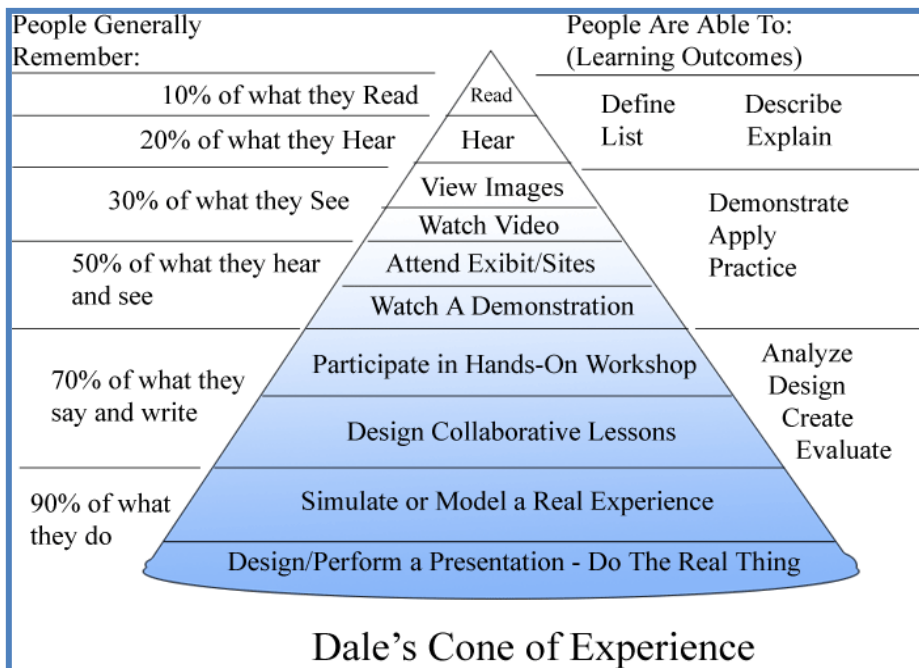 People Generally
Remember:
10% of what they Read
20% of what they Hear
30% of what they See
50% of what they hear
and see
70% of what they
say and write
90% of what
they do
Read
Hear
View Images
Watch Video
Attend Exibit/Sites
Watch A Demonstration
Participate in Hands-On Workshop
Design Collaborative Lessons
Simulate or Model a Real Experience
Design/Perform a Presentation - Do The Real Thing
People Are Able To:
(Learning Outcomes)
Define Describe
List Explain
Demonstrate
Apply
Practice
Analyze
Design
Create
Evaluate
Dale's Cone of Experience